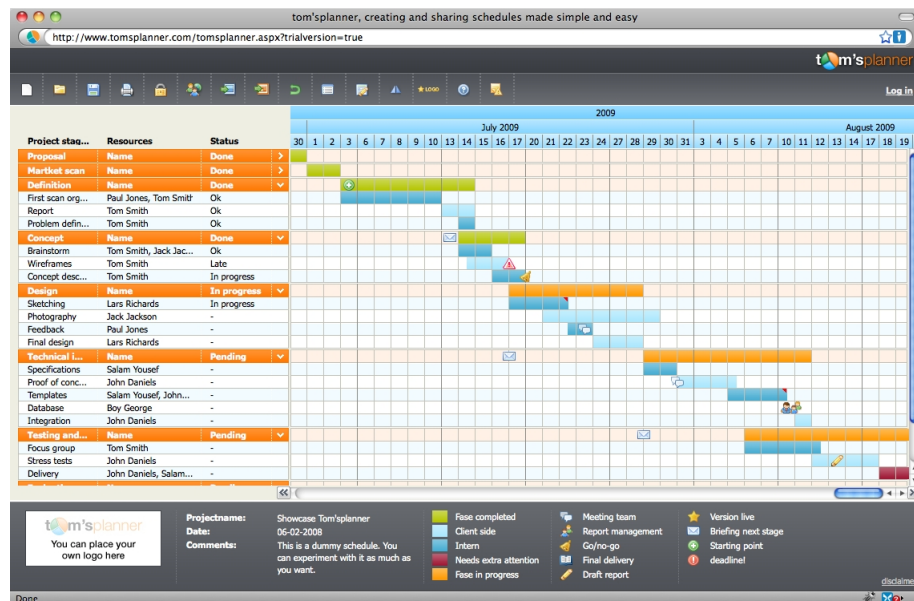 tom'splanner, creating and sharing schedules made simple and easy
http://www.tomsplanner.com/tomsplanner.aspx?trialversion=true
tom'splanner
LOGO
Log in
2009
July 2009 August 2009
Project stag... Resources Status 30 1 2 3 6 7 8 9 10 13 14 15 16 17 20 21 22 23 24 27 28 29 30 31 3 4 5 6 7 10 11 12 13 14 17 18 19
Proposal Name Done
Martket scan Name Done
Definition Name Done
First scan org... Paul Jones, Tom Smith Ok
Report Tom Smith Ok
Problem defin... Tom Smith Ok
Concept Name Done
Brainstorm Tom Smith, Jack Jac... Ok
Wireframes Tom Smith Late
Concept desc... Tom Smith In progress
Design Name In progress
Sketching Lars Richards In progress
Photography Jack Jackson -
Feedback Paul Jones -
Final design Lars Richards -
Technical i... Name Pending
Specifications Salam Yousef -
Proof of conc... John Daniels -
Templates Salam Yousef, John... -
Database Boy George -
Integration John Daniels -
Testing and... Name Pending
Focus group Tom Smith -
Stress tests John Daniels -
Delivery John Daniels, Salam... -
tom'splanner
You can place
your own logo here
Projectname: Showcase Tom'splanner
Date: 06-02-2008
Comments: This is a dummy schedule. You
can experiment with it as much as
you want.
Fase completed
Client side
Intern
Needs extra attention
Fase in progress
Meeting team
Report management
Go/no-go
Final delivery
Draft report
Version live
Briefing next stage
Starting point
deadline!
disclaime
Done